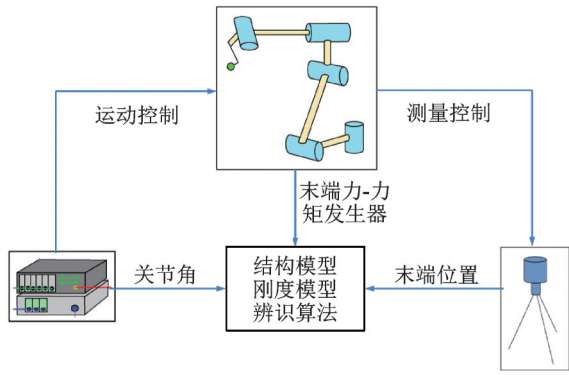 运动控制
测量控制
末端力-力
矩发生器
关节角
结构模型
刚度模型
辨识算法
末端位置